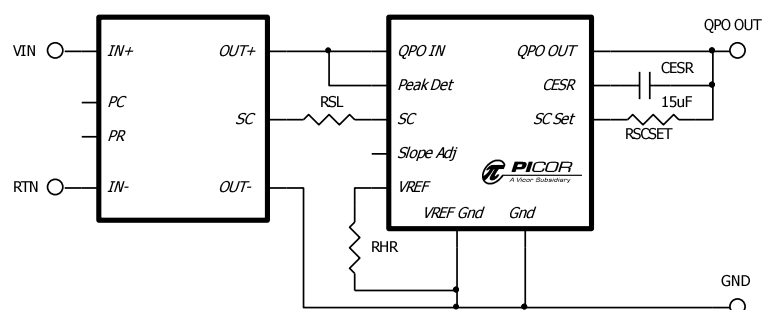 QPO OUT
VIN
IN+
OUT+
QPO IN
QPO OUT
Peak Det
CESR
CESR
PC
RSL
15uF
SC
SC
SC Set
PR
RSCSET
Slope Adj
PICOR
A Vicor Subsidiary
RTN
IN-
OUT-
VREF
VREF Gnd
Gnd
RHR
GND